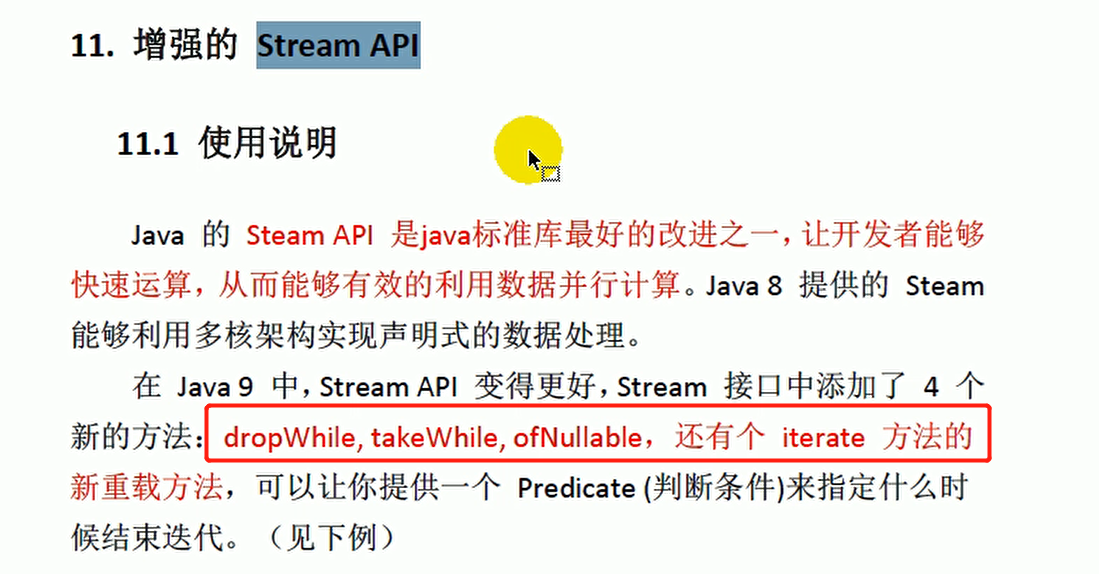 11. 增强的 Stream API
11.1 使用说明
Java 的 Steam API 是java标准库最好的改进之一，让开发者能够
快速运算，从而能够有效的利用数据并行计算。Java 8 提供的 Steam
能够利用多核架构实现声明式的数据处理。
在 Java 9 中，Stream API 变得更好，Stream 接口中添加了 4 个
新的方法：dropWhile, takeWhile, ofNullable，还有个 iterate 方法的
新重载方法，可以让你提供一个 Predicate (判断条件)来指定什么时
候结束迭代。（见下例）